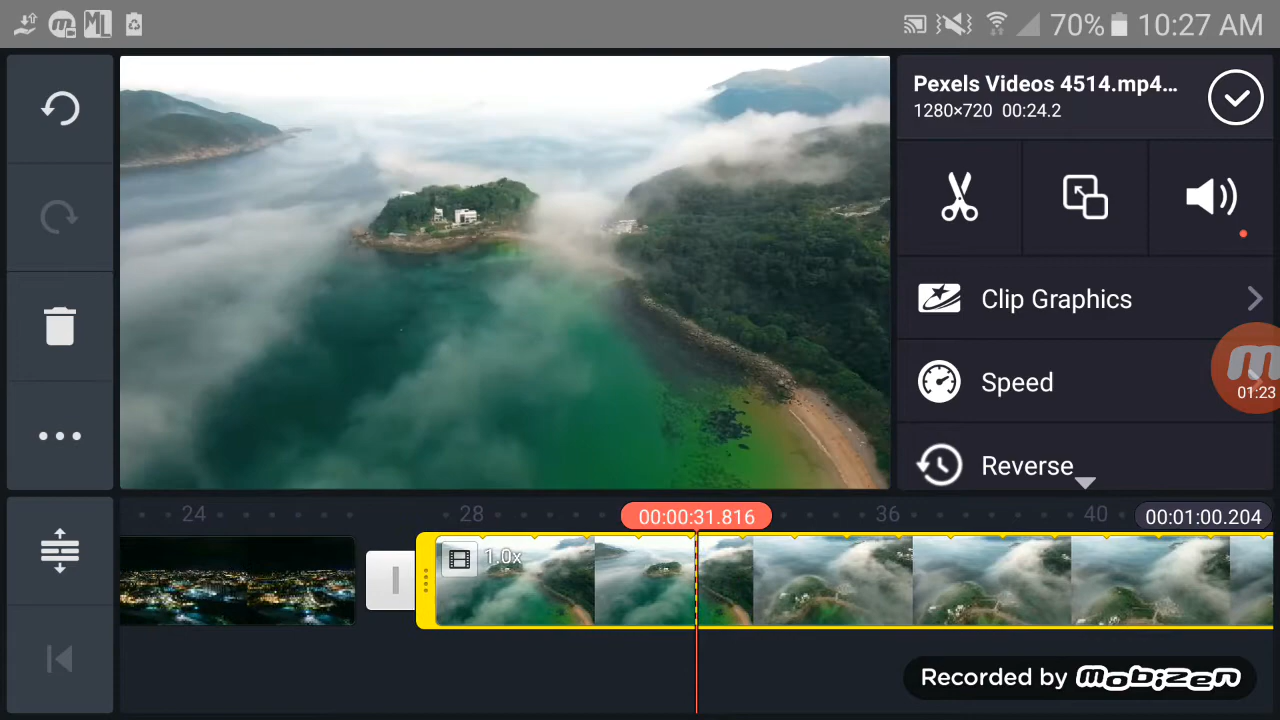 70% 10:27 AM
Pexels Videos 4514.mp4...
1280×720 00:24.2
Clip Graphics
Speed
01:23
Reverse
24 28 00:00:31.816 36 40 00:01:00.204
1.0x
Recorded by mobizen